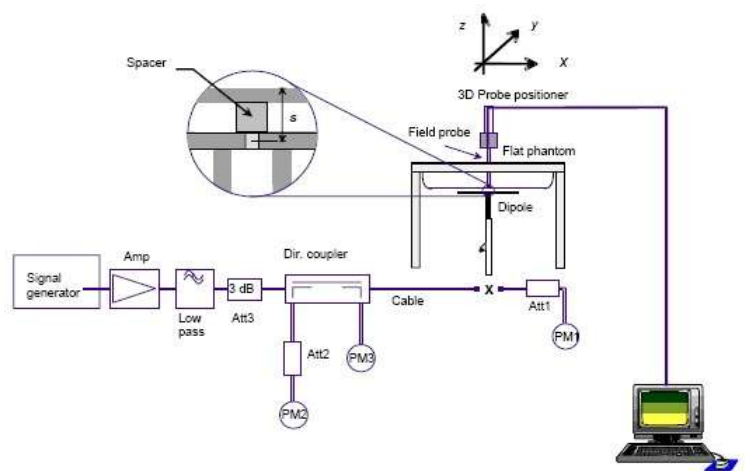 z
y
x
Spacer
s
3D Probe positioner
Field probe
Flat phantom
Dipole
Signal
generator
Amp
Low
pass
3 dB
Att3
Dir. coupler
Att2
PM2
PM3
Cable
x
Att1
PM1